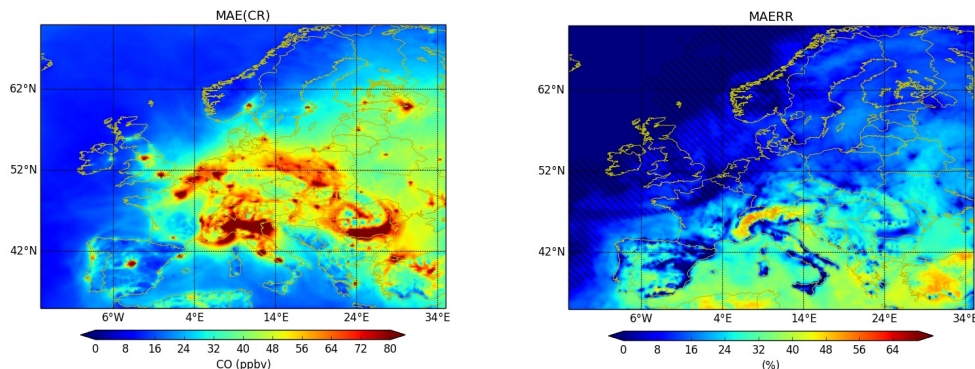 MAE(CR)
62°N
52°N
42°N
6°W 4°E 14°E 24°E 34°E
0 8 16 24 32 40 48 56 64 72 80
CO (ppbv)
MAERR
62°N
52°N
42°N
6°W 4°E 14°E 24°E 34°E
0 8 16 24 32 40 48 56 64
(%)